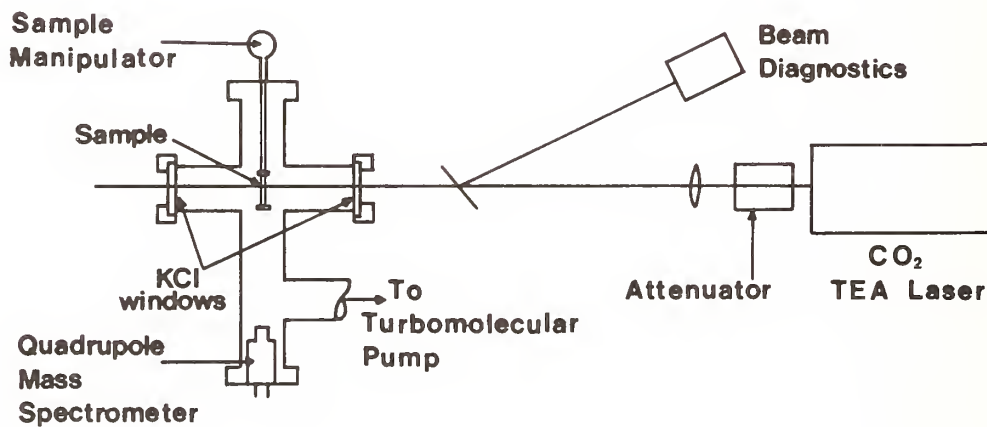 Sample
Manipulator
Beam
Diagnostics
Sample
KCl
windows
To
Turbomolecular
Pump
Attenuator
CO₂
TEA Laser
Quadrupole
Mass
Spectrometer